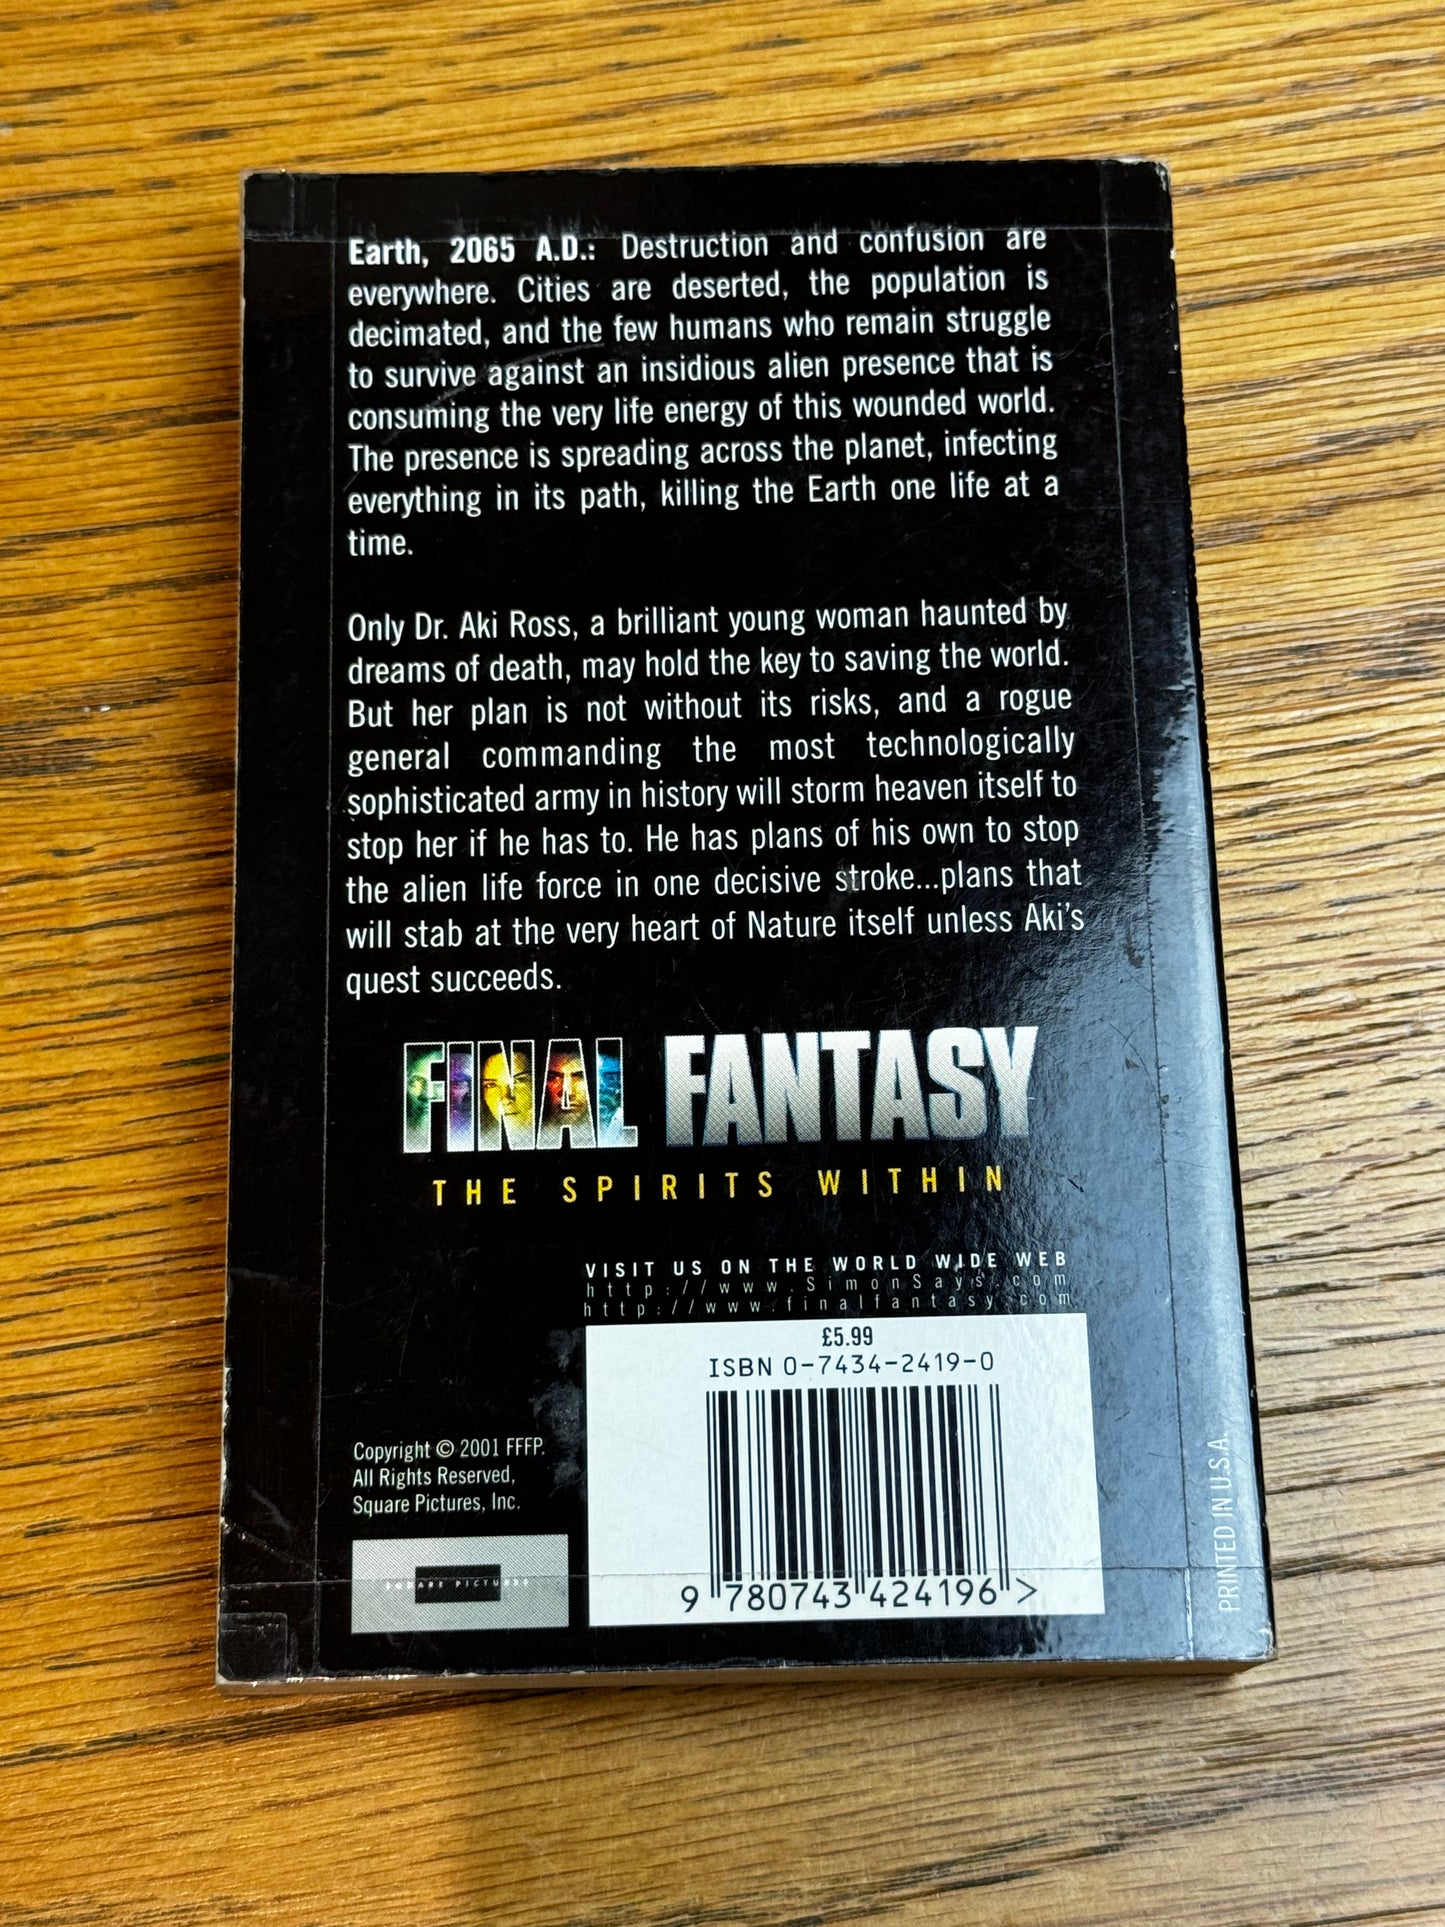 Earth, 2065 A.D.: Destruction and confusion are
everywhere. Cities are deserted, the population is
decimated, and the few humans who remain struggle
to survive against an insidious alien presence that is
consuming the very life energy of this wounded world.
The presence is spreading across the planet, infecting
everything in its path, killing the Earth one life at a
time.
Only Dr. Aki Ross, a brilliant young woman haunted by
dreams of death, may hold the key to saving the world.
But her plan is not without its risks, and a rogue
general commanding the most technologically
sophisticated army in history will storm heaven itself to
stop her if he has to. He has plans of his own to stop
the alien life force in one decisive stroke...plans that
will stab at the very heart of Nature itself unless Aki's
quest succeeds.
FINAL FANTASY
THE SPIRITS WITHIN
VISIT US ON THE WORLD WIDE WEB
http://www.SimonSays.com
http://www.finalfantasy.com
£5.99
ISBN 0-7434-2419-0
9 780743 424196 >
Copyright © 2001 FFFP.
All Rights Reserved,
Square Pictures, Inc.
SQUARE PICTURES
PRINTED IN U.S.A.